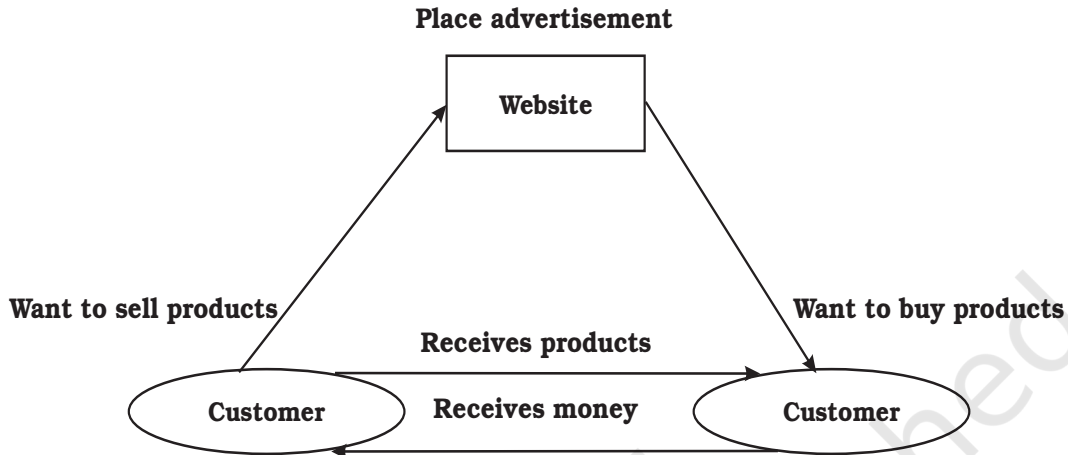 Place advertisement
Website
Want to sell products
Want to buy products
Receives products
Customer
Receives money
Customer